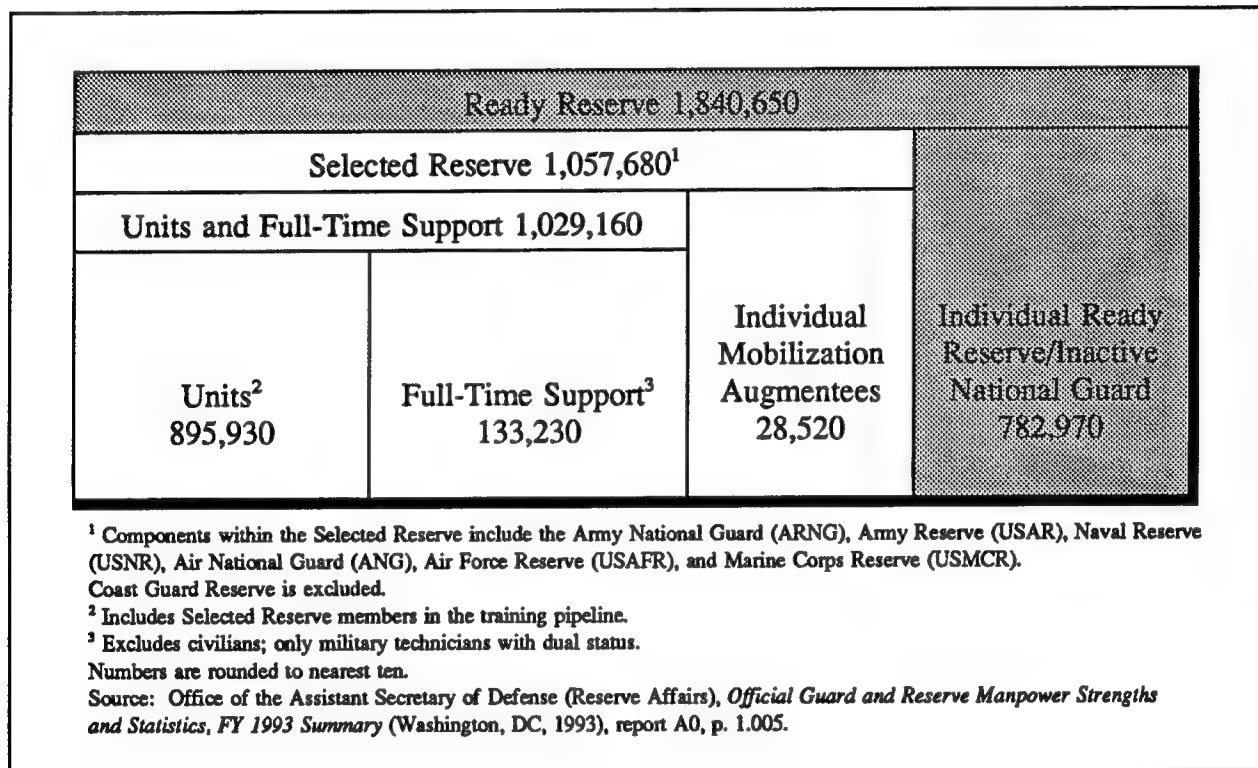 Ready Reserve 1,840,650
Selected Reserve 1,057,680¹
Units and Full-Time Support 1,029,160
Units²
895,930
Full-Time Support³
133,230
Individual
Mobilization
Augmentees
28,520
Individual Ready
Reserve/Inactive
National Guard
782,970
¹ Components within the Selected Reserve include the Army National Guard (ARNG), Army Reserve (USAR), Naval Reserve
(USNR), Air National Guard (ANG), Air Force Reserve (USAFR), and Marine Corps Reserve (USMCR).
Coast Guard Reserve is excluded.
² Includes Selected Reserve members in the training pipeline.
³ Excludes civilians; only military technicians with dual status.
Numbers are rounded to nearest ten.
Source: Office of the Assistant Secretary of Defense (Reserve Affairs), Official Guard and Reserve Manpower Strengths
and Statistics, FY 1993 Summary (Washington, DC, 1993), report A0, p. 1.005.